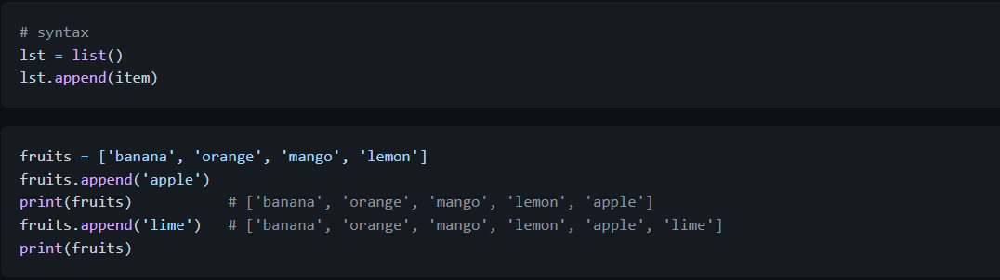 # syntax
lst = list()
lst.append(item)
fruits = ['banana', 'orange', 'mango', 'lemon']
fruits.append('apple')
print(fruits)           # ['banana', 'orange', 'mango', 'lemon', 'apple']
fruits.append('lime')   # ['banana', 'orange', 'mango', 'lemon', 'apple', 'lime']
print(fruits)